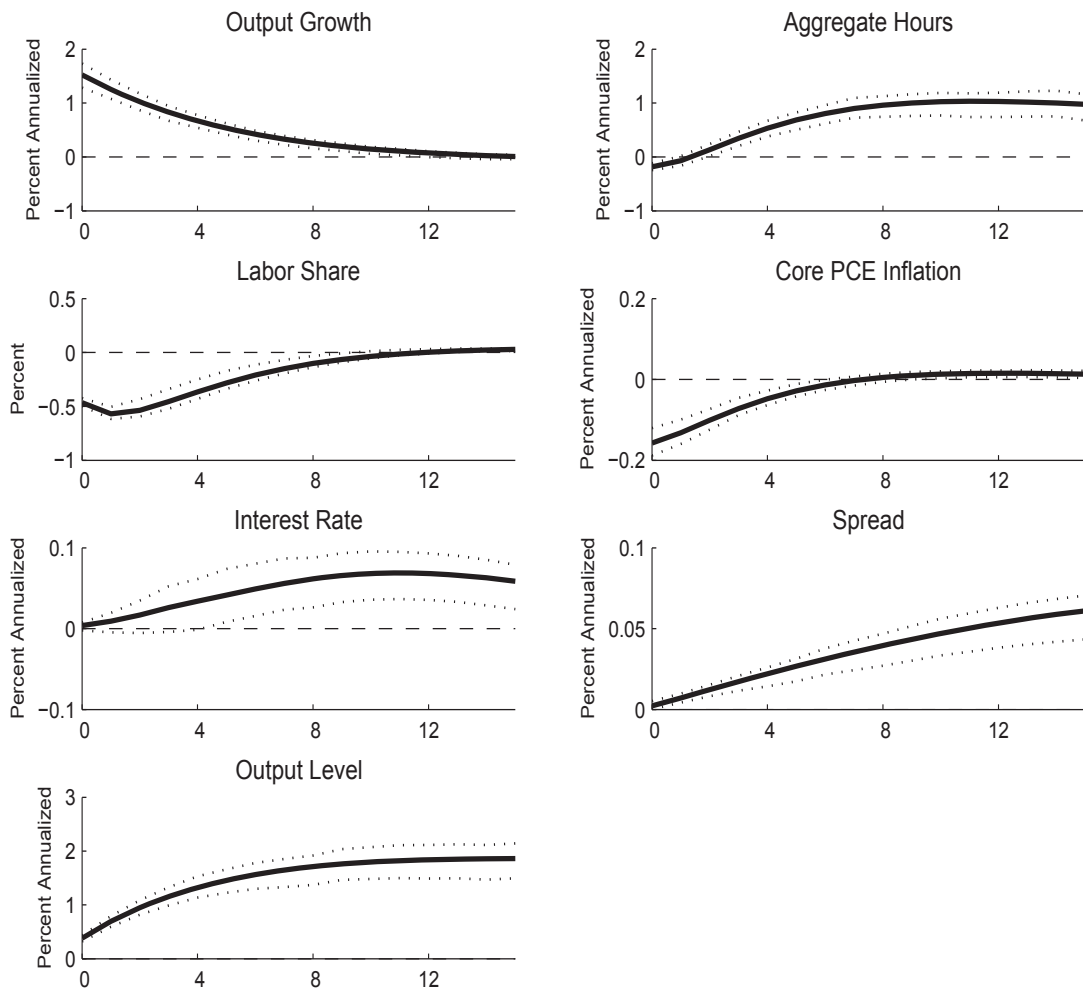 Output Growth
Percent Annualized
2
1
0
−1
0 4 8 12
Aggregate Hours
Percent Annualized
2
1
0
−1
0 4 8 12
Labor Share
Percent
0.5
0
−0.5
−1
0 4 8 12
Core PCE Inflation
Percent Annualized
0.2
0
−0.2
0 4 8 12
Interest Rate
Percent Annualized
0.1
0
−0.1
0 4 8 12
Spread
Percent Annualized
0.1
0.05
0
0 4 8 12
Output Level
Percent Annualized
3
2
1
0
0 4 8 12